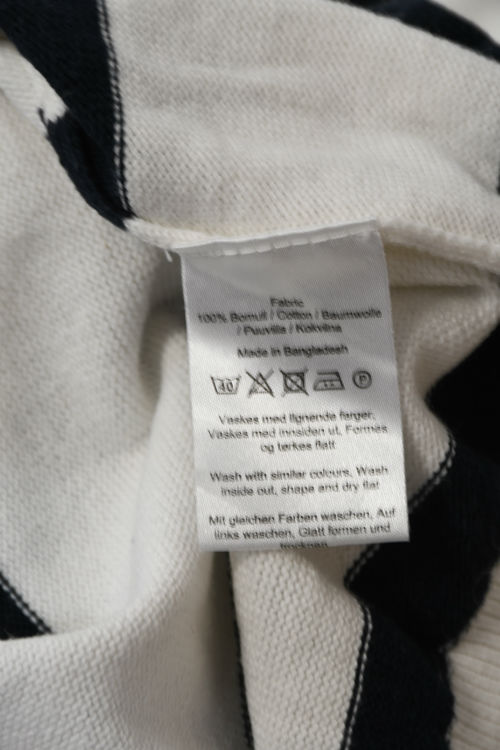 Fabric
100% Bomull / Cotton / Baumwolle
/ Puuvilla / Kokvilna
Made in Bangladesh
40 P
Vaskes med lignende farger,
Vaskes med innsiden ut, Formes
og tørkes flatt
Wash with similar colours, Wash
inside out, shape and dry flat
Mit gleichen Farben waschen, Auf
links waschen, Glatt formen und
trocknen